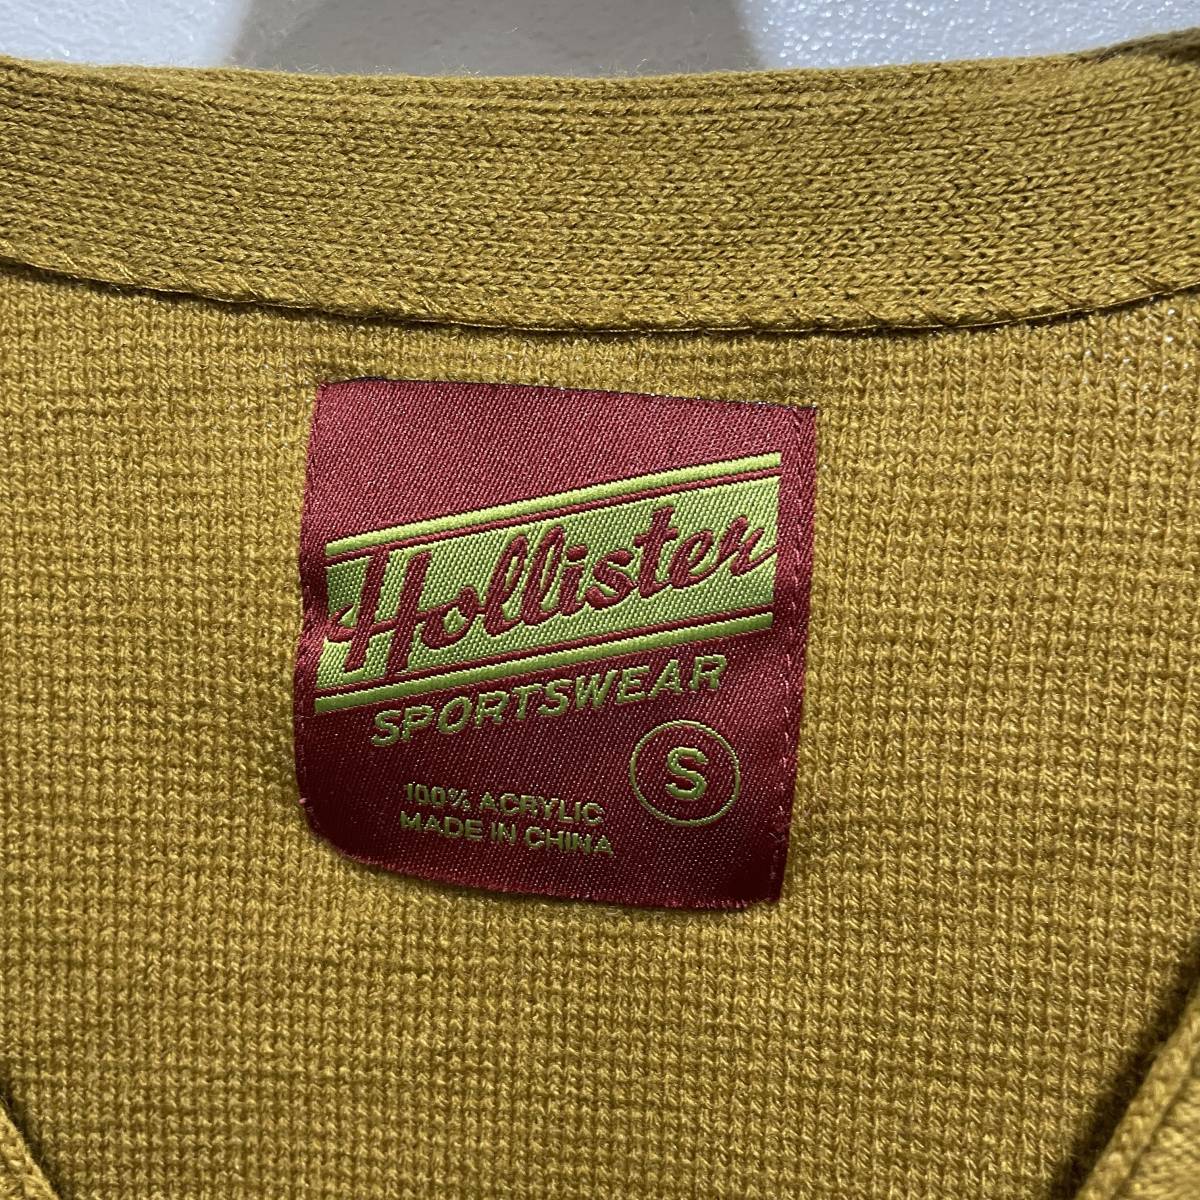 Hollister
SPORTSWEAR
S
100% ACRYLIC
MADE IN CHINA